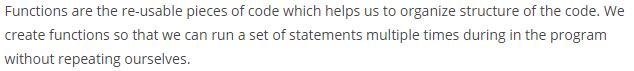 Functions are the re-usable pieces of code which helps us to organize structure of the code. We
create functions so that we can run a set of statements multiple times during in the program
without repeating ourselves.